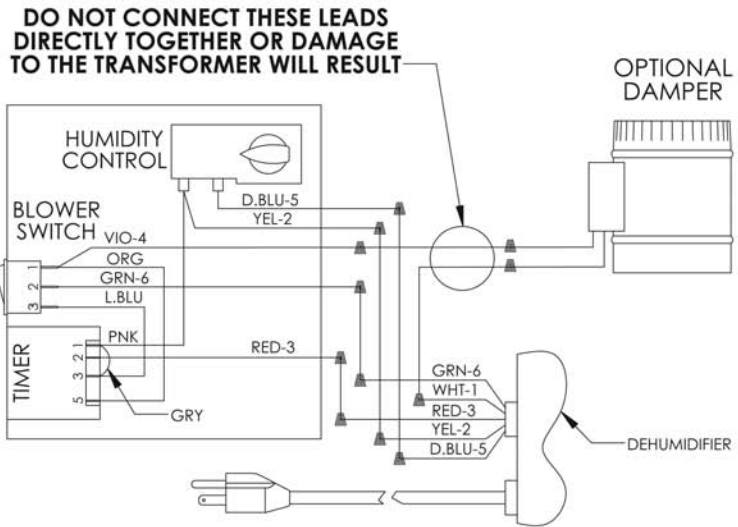 DO NOT CONNECT THESE LEADS
DIRECTLY TOGETHER OR DAMAGE
TO THE TRANSFORMER WILL RESULT
OPTIONAL
DAMPER
HUMIDITY
CONTROL
D.BLU-5
YEL-2
BLOWER
SWITCH
VIO-4
ORG
1
GRN-6
2
L.BLU
3
PNK
TIMER
1
2
3
5
RED-3
GRY
GRN-6
WHT-1
RED-3
YEL-2
D.BLU-5
DEHUMIDIFIER